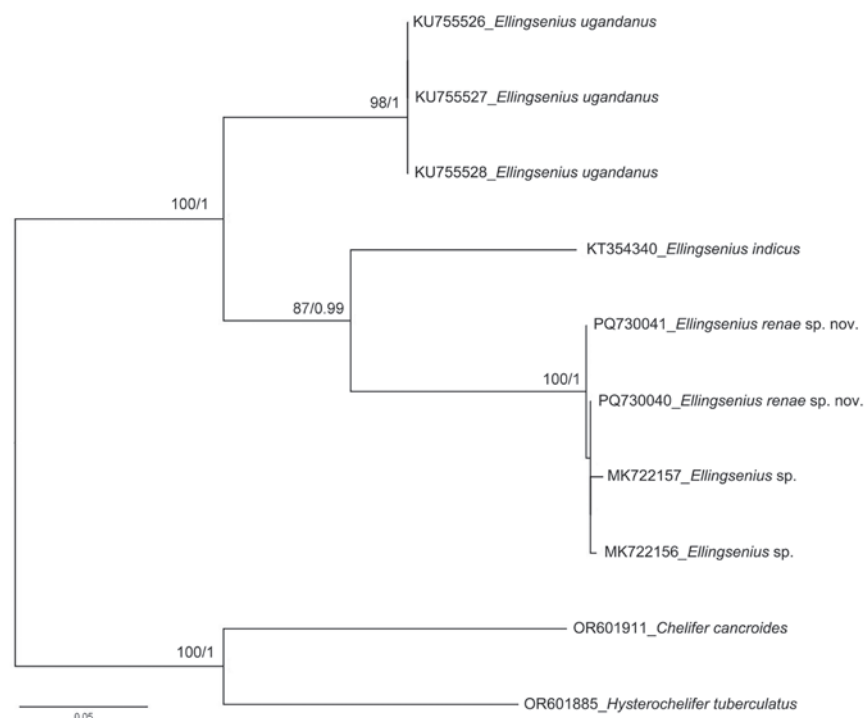 KU755526_Ellingsenius ugandanus
KU755527_Ellingsenius ugandanus
98/1
KU755528_Ellingsenius ugandanus
100/1
KT354340_Ellingsenius indicus
87/0.99
PQ730041_Ellingsenius renae sp. nov.
100/1
PQ730040_Ellingsenius renae sp. nov.
MK722157_Ellingsenius sp.
MK722156_Ellingsenius sp.
OR601911_Chelifer cancroides
100/1
OR601885_Hysterochelifer tuberculatus
0.05